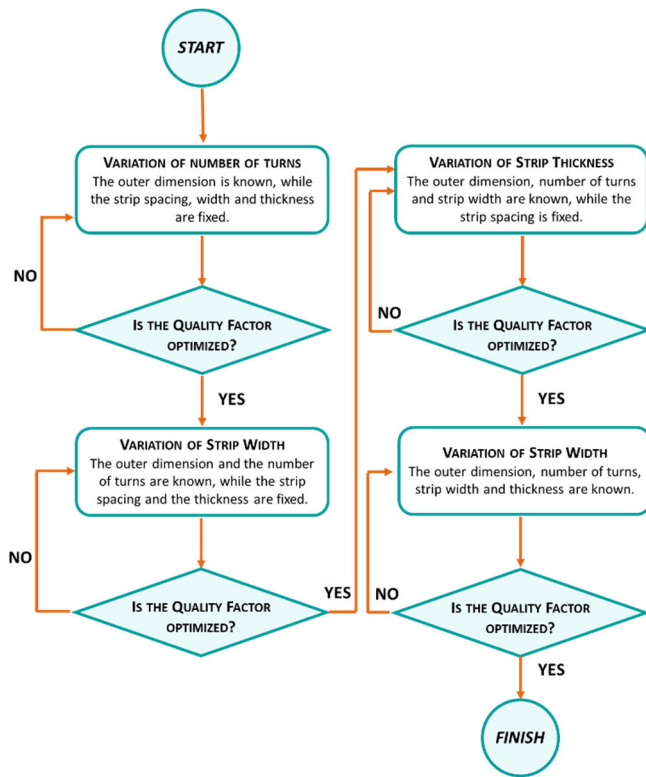 START
VARIATION OF NUMBER OF TURNS
The outer dimension is known, while
the strip spacing, width and thickness
are fixed.
NO
IS THE QUALITY FACTOR
OPTIMIZED?
YES
VARIATION OF STRIP WIDTH
The outer dimension and the number
of turns are known, while the strip
spacing and the thickness are fixed.
NO
IS THE QUALITY FACTOR
OPTIMIZED?
YES
VARIATION OF STRIP THICKNESS
The outer dimension, number of turns
and strip width are known, while the
strip spacing is fixed.
NO
IS THE QUALITY FACTOR
OPTIMIZED?
YES
VARIATION OF STRIP WIDTH
The outer dimension, number of turns,
strip width and thickness are known.
NO
IS THE QUALITY FACTOR
OPTIMIZED?
YES
FINISH